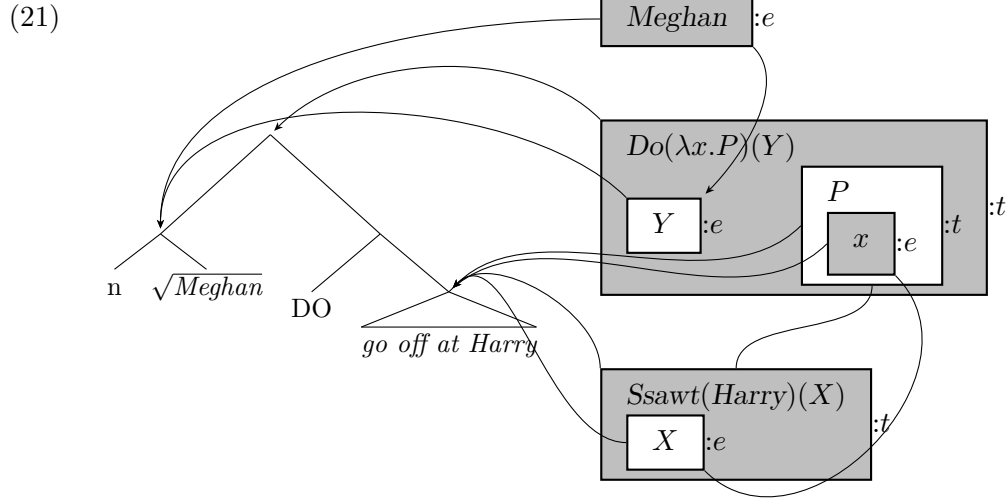 (21)
Meghan :e
Do(λx.P)(Y)
P
Y :e
x :e
:t
:t
n √Meghan
DO
go off at Harry
Ssawt(Harry)(X)
X :e
:t